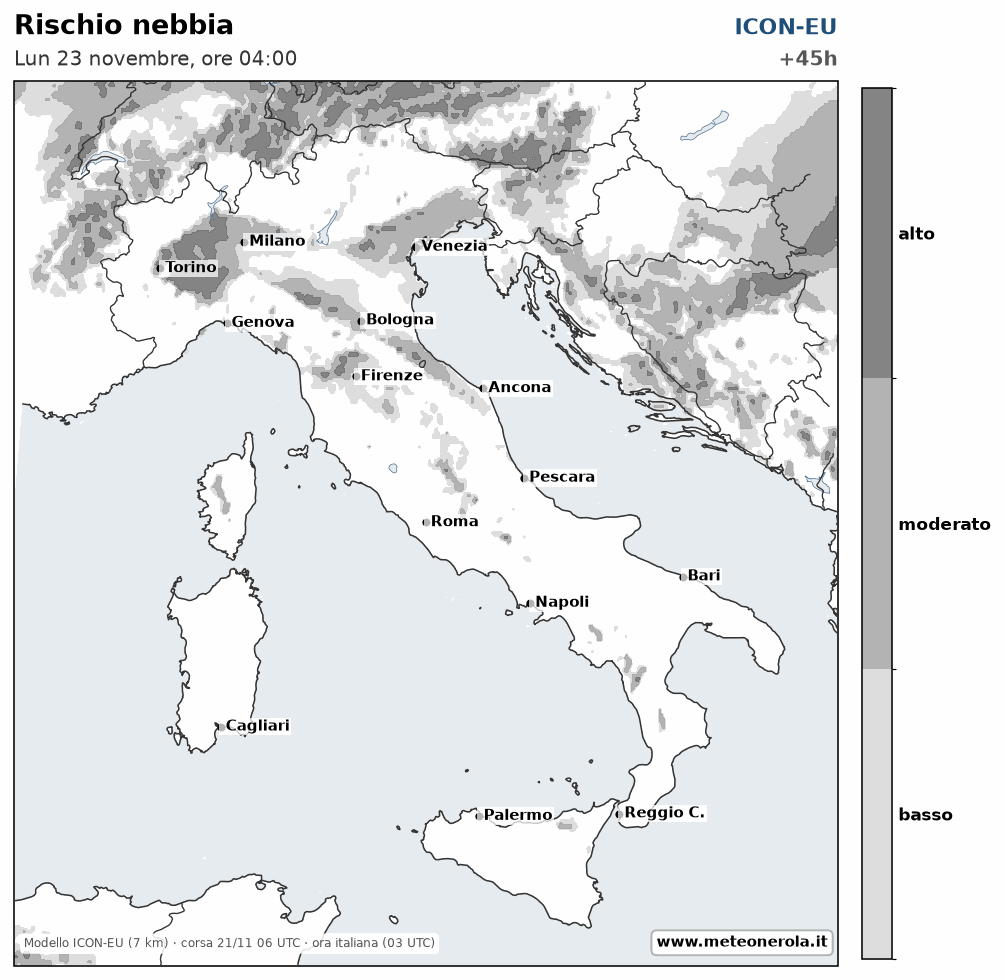 Rischio nebbia
ICON-EU
Lun 23 novembre, ore 04:00
+45h
Milano
Venezia
Torino
Genova
Bologna
Firenze
Ancona
Pescara
Roma
Bari
Napoli
Cagliari
Palermo
Reggio C.
alto
moderato
basso
Modello ICON-EU (7 km) · corsa 21/11 06 UTC · ora italiana (03 UTC)
www.meteonerola.it